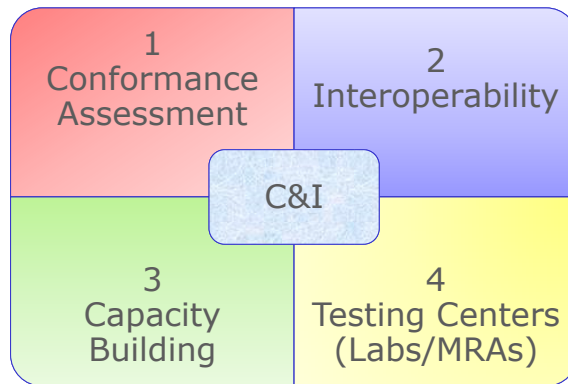 1
Conformance
Assessment
2
Interoperability
C&I
3
Capacity
Building
4
Testing Centers
(Labs/MRAs)